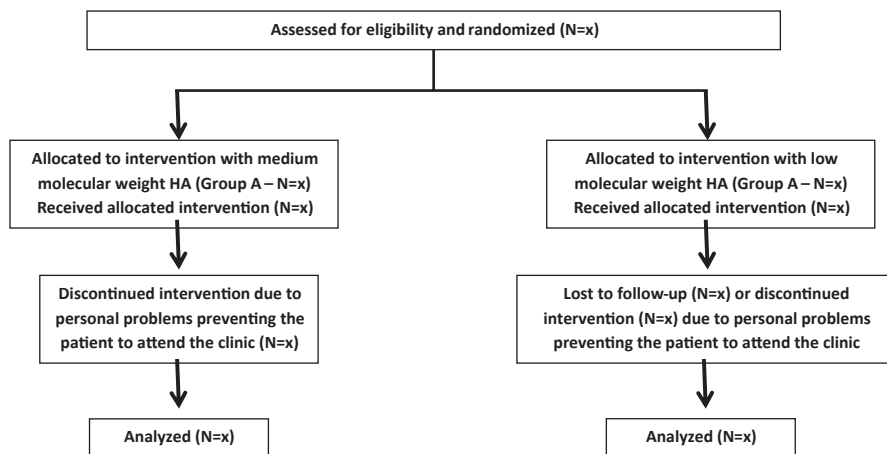 Assessed for eligibility and randomized (N=x)
Allocated to intervention with medium
molecular weight HA (Group A – N=x)
Received allocated intervention (N=x)
Allocated to intervention with low
molecular weight HA (Group A – N=x)
Received allocated intervention (N=x)
Discontinued intervention due to
personal problems preventing the
patient to attend the clinic (N=x)
Lost to follow-up (N=x) or discontinued
intervention (N=x) due to personal problems
preventing the patient to attend the clinic
Analyzed (N=x)
Analyzed (N=x)